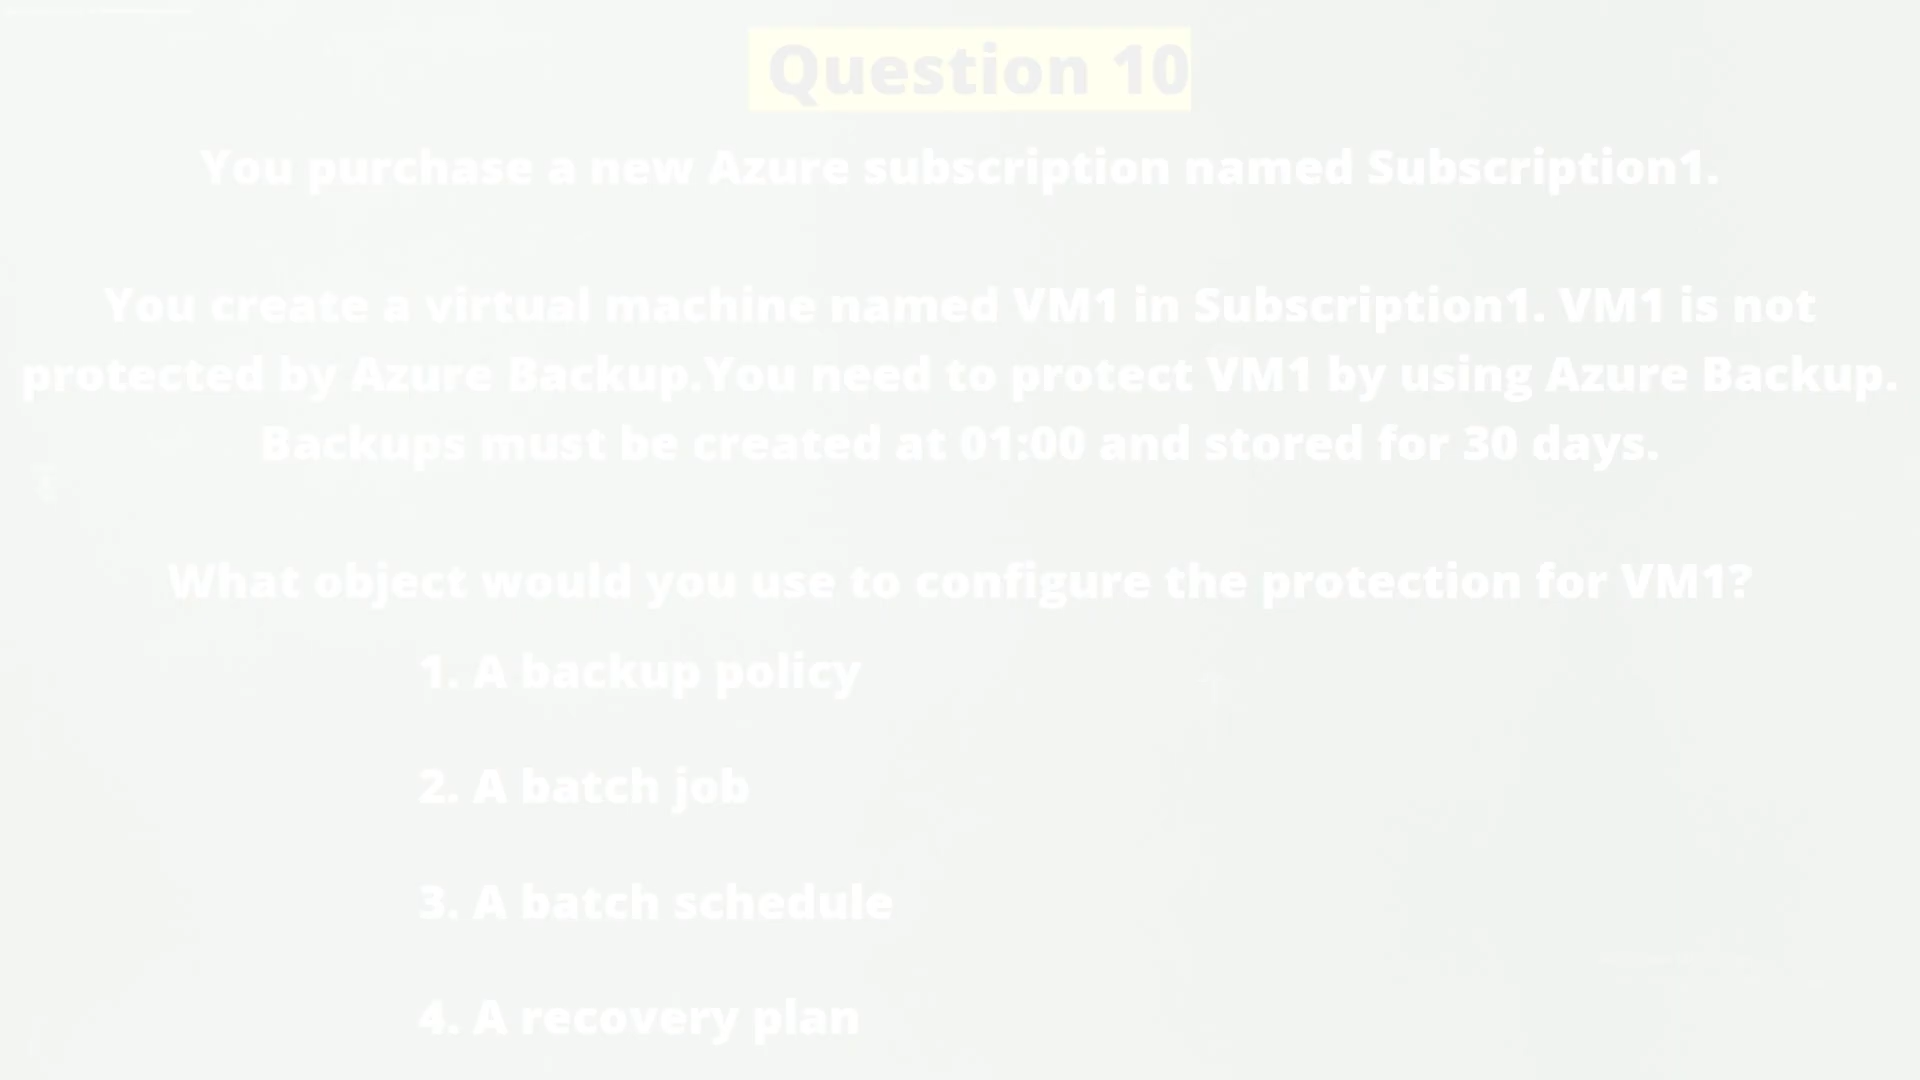 Question 10
You purchase a new Azure subscription named Subscription1.
You create a virtual machine named VM1 in Subscription1. VM1 is not
protected by Azure Backup.You need to protect VM1 by using Azure Backup.
Backups must be created at 01:00 and stored for 30 days.
What object would you use to configure the protection for VM1?
1. A backup policy
2. A batch job
3. A batch schedule
4. A recovery plan